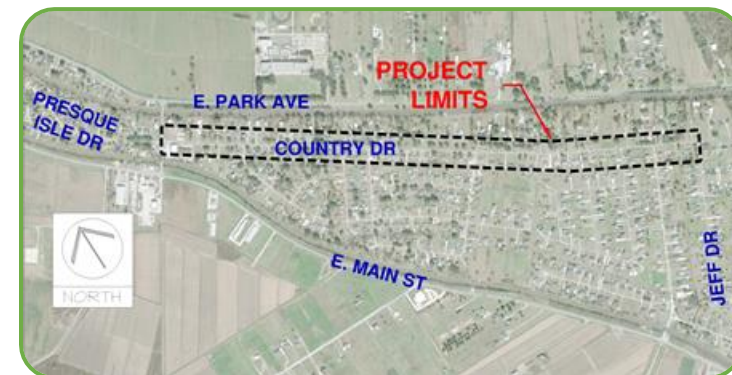 PROJECT
LIMITS
E. PARK AVE
PRESQUE
ISLE DR
COUNTRY DR
E. MAIN ST
JEFF DR
NORTH